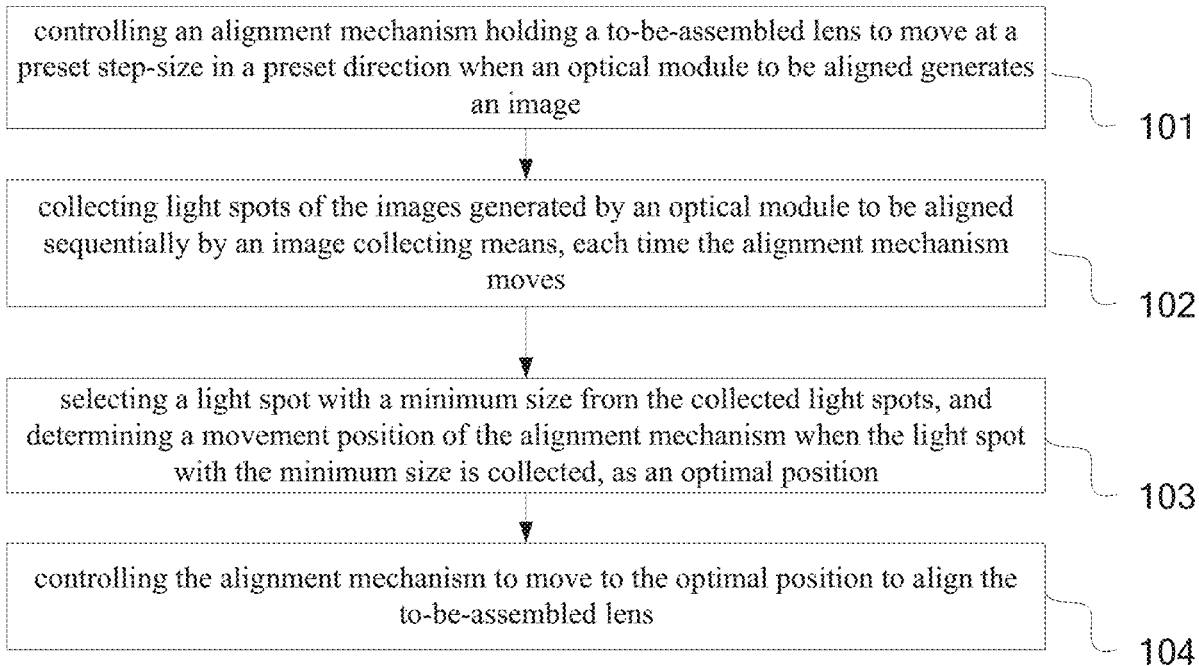 controlling an alignment mechanism holding a to-be-assembled lens to move at a
preset step-size in a preset direction when an optical module to be aligned generates
an image
101
collecting light spots of the images generated by an optical module to be aligned
sequentially by an image collecting means, each time the alignment mechanism
moves
102
selecting a light spot with a minimum size from the collected light spots, and
determining a movement position of the alignment mechanism when the light spot
with the minimum size is collected, as an optimal position
103
controlling the alignment mechanism to move to the optimal position to align the
to-be-assembled lens
104